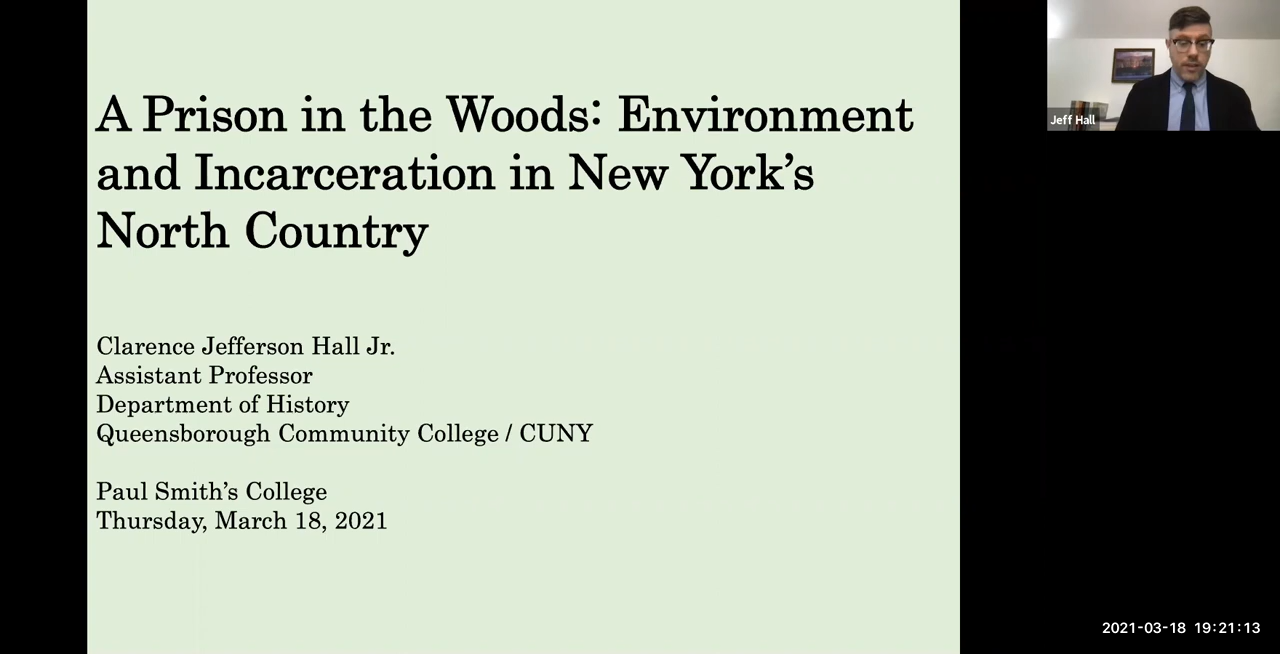 A Prison in the Woods: Environment
and Incarceration in New York’s
North Country
Clarence Jefferson Hall Jr.
Assistant Professor
Department of History
Queensborough Community College / CUNY
Paul Smith’s College
Thursday, March 18, 2021
Jeff Hall
2021-03-18 19:21:13